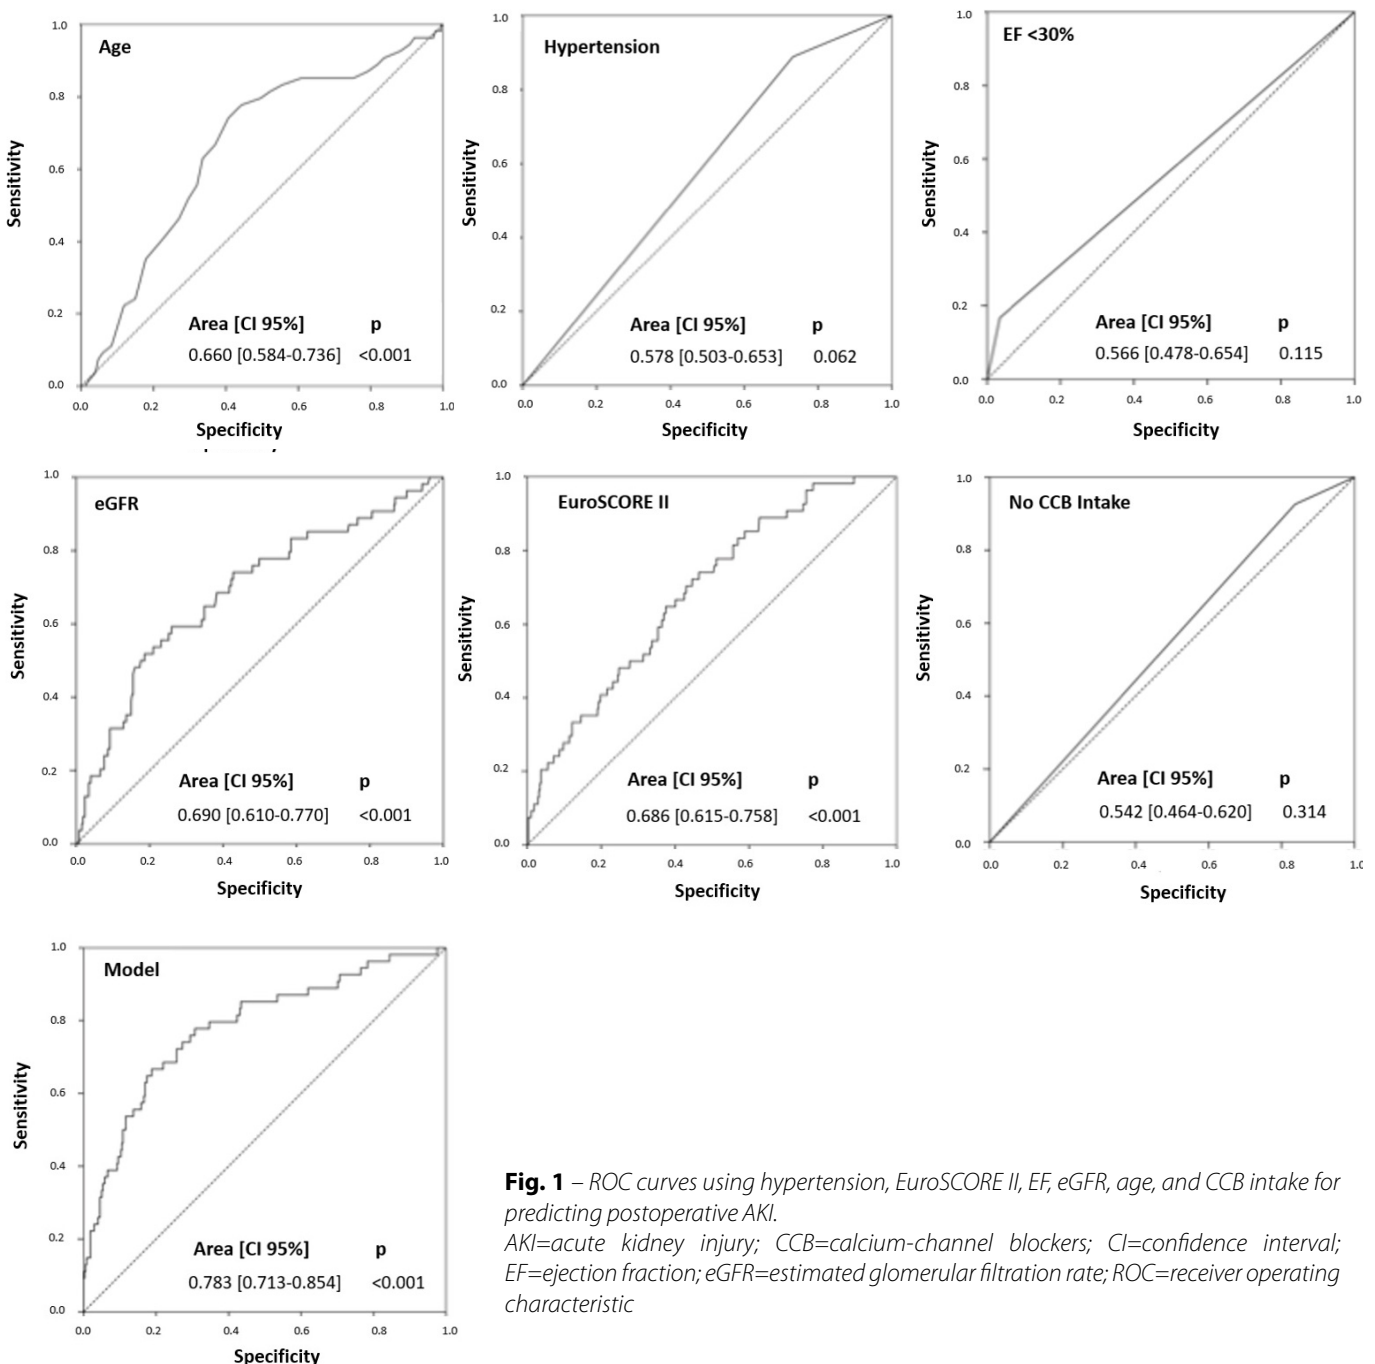 Age
Sensitivity
1.0
0.8
0.6
0.4
0.2
0.0
Area [CI 95%] p
0.660 [0.584-0.736] <0.001
0.0 0.2 0.4 0.6 0.8 1.0
Specificity
Hypertension
Sensitivity
1.0
0.8
0.6
0.4
0.2
0.0
Area [CI 95%] p
0.578 [0.503-0.653] 0.062
0.0 0.2 0.4 0.6 0.8 1.0
Specificity
EF <30%
Sensitivity
1.0
0.8
0.6
0.4
0.2
0.0
Area [CI 95%] p
0.566 [0.478-0.654] 0.115
0.0 0.2 0.4 0.6 0.8 1.0
Specificity
eGFR
Sensitivity
1.0
0.8
0.6
0.4
0.2
0.0
Area [CI 95%] p
0.690 [0.610-0.770] <0.001
0.0 0.2 0.4 0.6 0.8 1.0
Specificity
EuroSCORE II
Sensitivity
1.0
0.8
0.6
0.4
0.2
0.0
Area [CI 95%] p
0.686 [0.615-0.758] <0.001
0.0 0.2 0.4 0.6 0.8 1.0
Specificity
No CCB Intake
Sensitivity
1.0
0.8
0.6
0.4
0.2
0.0
Area [CI 95%] p
0.542 [0.464-0.620] 0.314
0.0 0.2 0.4 0.6 0.8 1.0
Specificity
Model
Sensitivity
1.0
0.8
0.6
0.4
0.2
0.0
Area [CI 95%] p
0.783 [0.713-0.854] <0.001
0.0 0.2 0.4 0.6 0.8 1.0
Specificity
Fig. 1 – ROC curves using hypertension, EuroSCORE II, EF, eGFR, age, and CCB intake for
predicting postoperative AKI.
AKI=acute kidney injury; CCB=calcium-channel blockers; CI=confidence interval;
EF=ejection fraction; eGFR=estimated glomerular filtration rate; ROC=receiver operating
characteristic